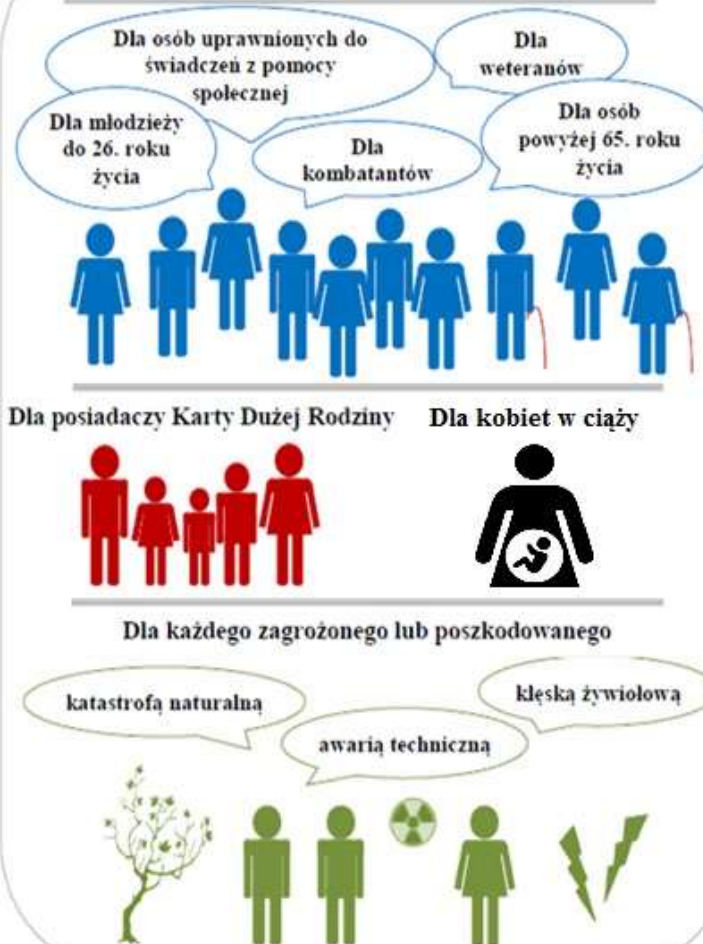 Dla osób uprawnionych do
świadczeń z pomocy
społecznej
Dla
weteranów
Dla młodzieży
do 26. roku
życia
Dla
kombatantów
Dla osób
powyżej 65. roku
życia
Dla posiadaczy Karty Dużej Rodziny
Dla kobiet w ciąży
Dla każdego zagrożonego lub poszkodowanego
katastrofą naturalną
awarią techniczną
klęską żywiołową